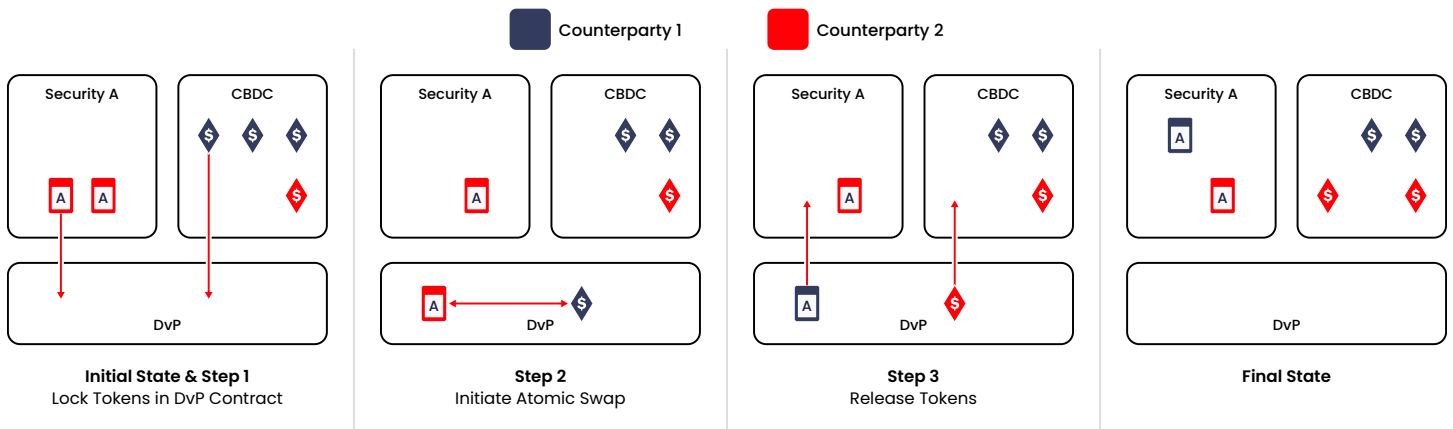 Counterparty 1
Counterparty 2
Security A
CBDC
$ $ $
A A
$
DvP
Initial State & Step 1
Lock Tokens in DvP Contract
Security A
CBDC
$ $
A
$
A
$
DvP
Step 2
Initiate Atomic Swap
Security A
CBDC
$ $
A
$
A
$
DvP
Step 3
Release Tokens
Security A
CBDC
A
$ $
A
$ $
DvP
Final State